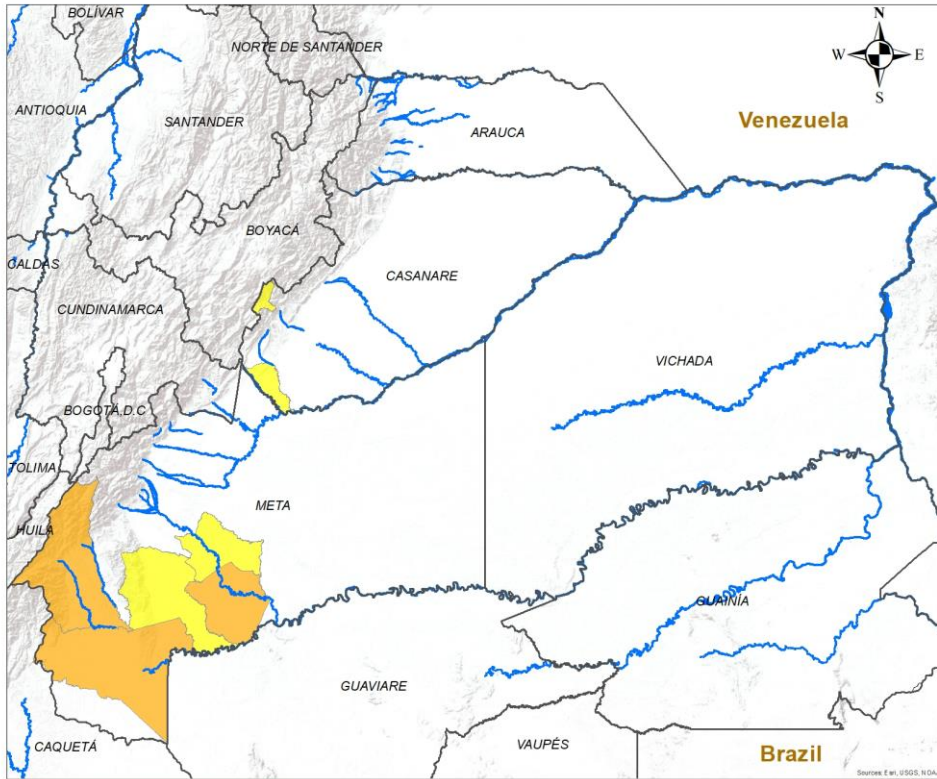 BOLÍVAR
N
NORTE DE SANTANDER
W E
S
ANTIOQUIA
SANTANDER
ARAUCA
Venezuela
BOYACÁ
CALDAS
CASANARE
CUNDINAMARCA
VICHADA
BOGOTÁ,D.C
TOLIMA
META
HUILA
GUAINÍA
GUAVIARE
VAUPÉS
CAQUETÁ
Brazil
Sources: Esri, USGS, NOAA